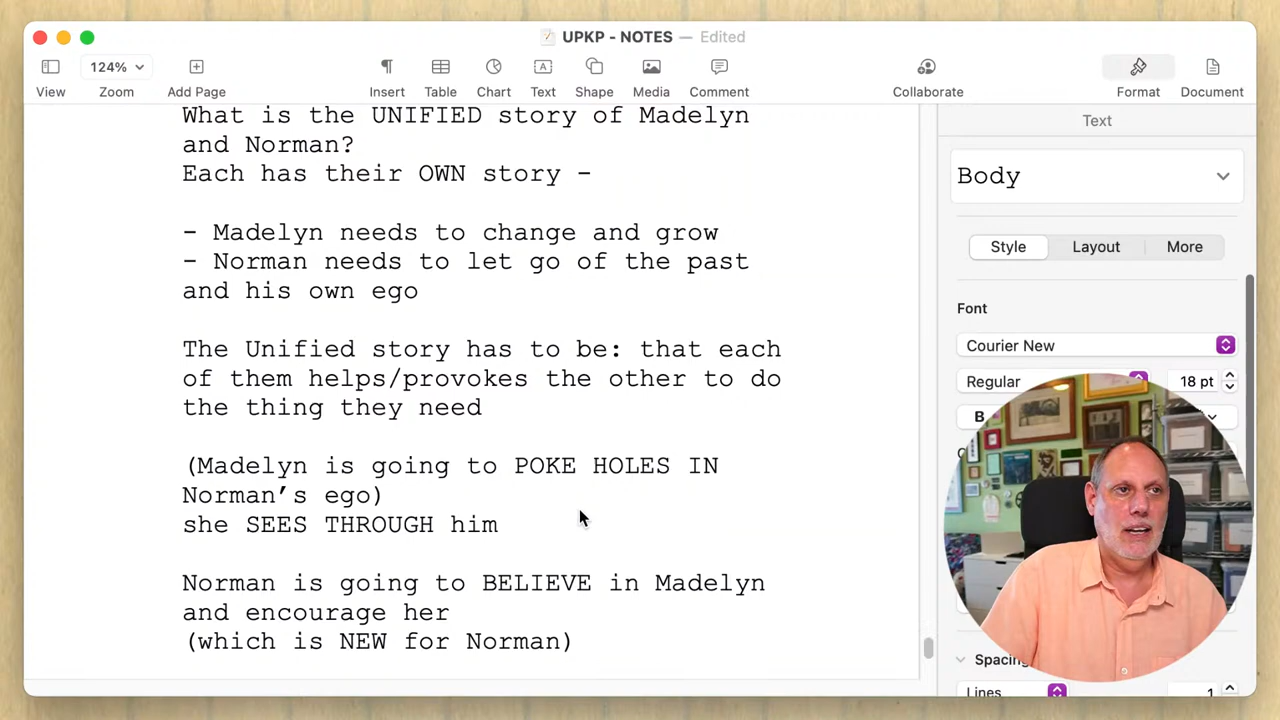 UPKP - NOTES — Edited
View
124%
Zoom
Add Page
Insert
Table
Chart
Text
Shape
Media
Comment
Collaborate
Format
Document
What is the UNIFIED story of Madelyn
and Norman?
Each has their OWN story -
- Madelyn needs to change and grow
- Norman needs to let go of the past
and his own ego
The Unified story has to be: that each
of them helps/provokes the other to do
the thing they need
(Madelyn is going to POKE HOLES IN
Norman’s ego)
she SEES THROUGH him
Norman is going to BELIEVE in Madelyn
and encourage her
(which is NEW for Norman)
Text
Body
Style
Layout
More
Font
Courier New
Regular
18 pt
B
Spacing
Lines
1